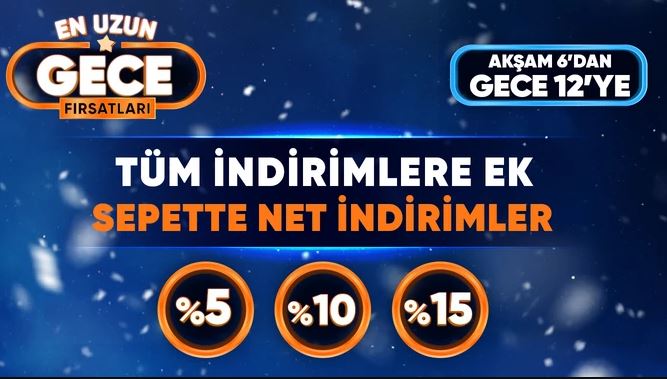 EN UZUN
GECE
FIRSATLARI
AKŞAM 6'DAN
GECE 12'YE
TÜM İNDİRİMLERE EK
SEPETTE NET İNDİRİMLER
%5
%10
%15